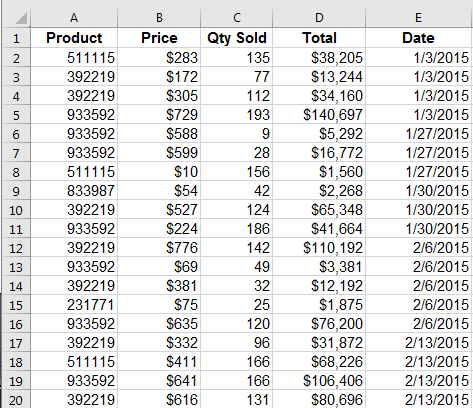 A B C D E
1 Product Price Qty Sold Total Date
2 511115 $283 135 $38,205 1/3/2015
3 392219 $172 77 $13,244 1/3/2015
4 392219 $305 112 $34,160 1/3/2015
5 933592 $729 193 $140,697 1/3/2015
6 933592 $588 9 $5,292 1/27/2015
7 933592 $599 28 $16,772 1/27/2015
8 511115 $10 156 $1,560 1/27/2015
9 833987 $54 42 $2,268 1/30/2015
10 392219 $527 124 $65,348 1/30/2015
11 933592 $224 186 $41,664 1/30/2015
12 392219 $776 142 $110,192 2/6/2015
13 933592 $69 49 $3,381 2/6/2015
14 392219 $381 32 $12,192 2/6/2015
15 231771 $75 25 $1,875 2/6/2015
16 933592 $635 120 $76,200 2/6/2015
17 392219 $332 96 $31,872 2/13/2015
18 511115 $411 166 $68,226 2/13/2015
19 933592 $641 166 $106,406 2/13/2015
20 392219 $616 131 $80,696 2/13/2015